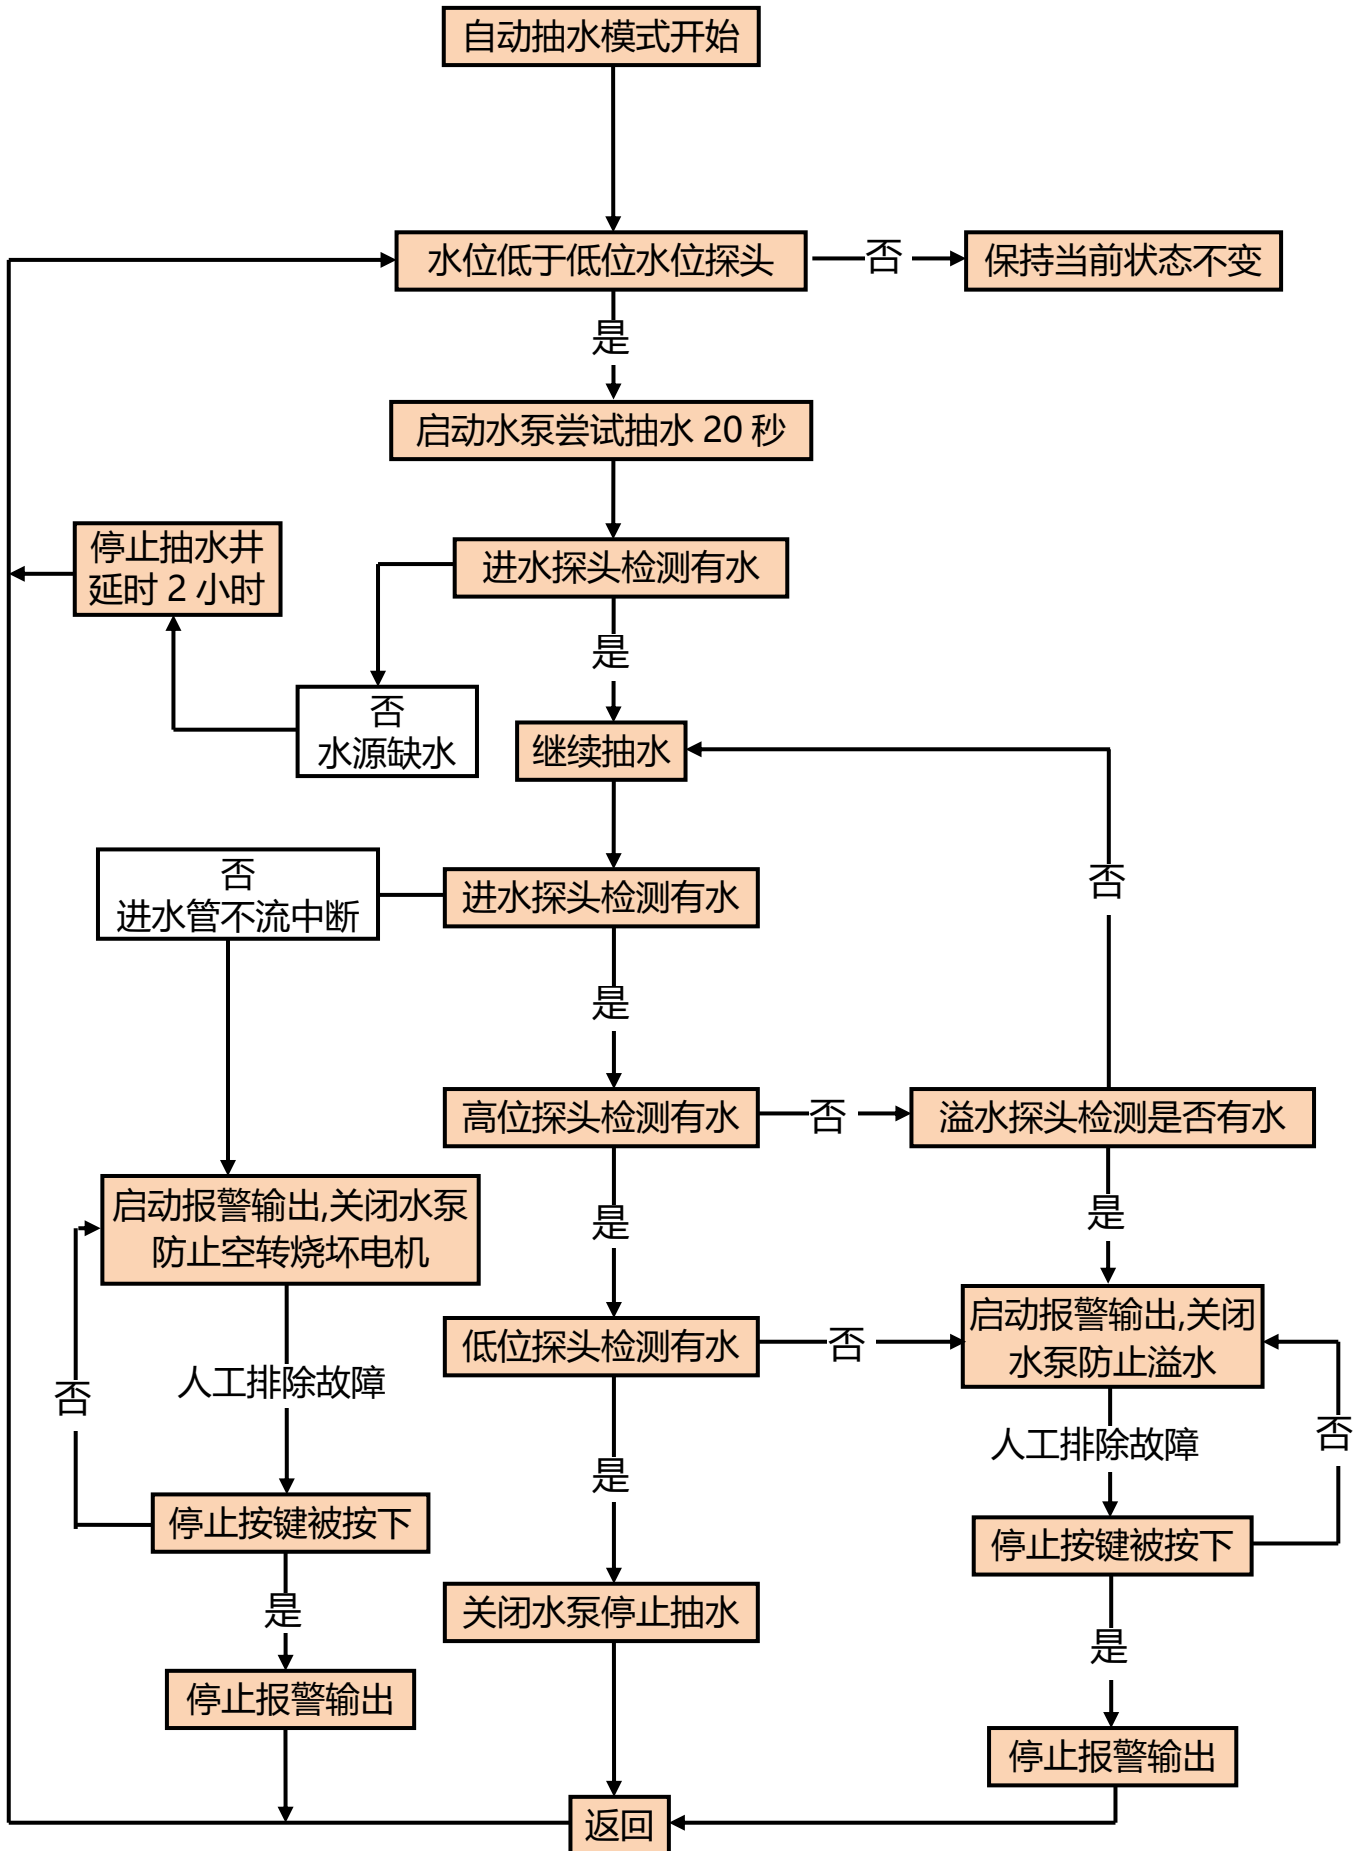 自动抽水模式开始
水位低于低位水位探头
否
保持当前状态不变
是
启动水泵尝试抽水 20 秒
停止抽水井
延时 2 小时
进水探头检测有水
是
否
水源缺水
继续抽水
否
进水管不流中断
进水探头检测有水
否
是
高位探头检测有水
否
溢水探头检测是否有水
启动报警输出,关闭水泵
防止空转烧坏电机
是
是
启动报警输出,关闭
水泵防止溢水
低位探头检测有水
否
人工排除故障
否
人工排除故障
否
是
停止按键被按下
停止按键被按下
是
关闭水泵停止抽水
是
停止报警输出
停止报警输出
返回